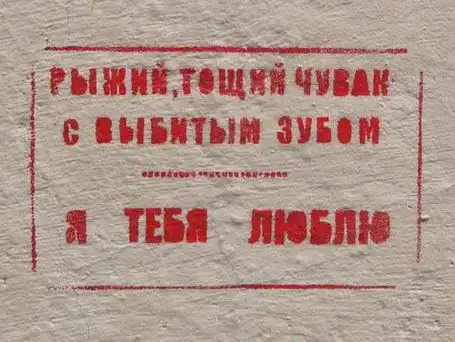 РЫЖИЙ, ТОЩИЙ ЧУВАК
С ВЫБИТЫМ ЗУБОМ
Я ТЕБЯ ЛЮБЛЮ